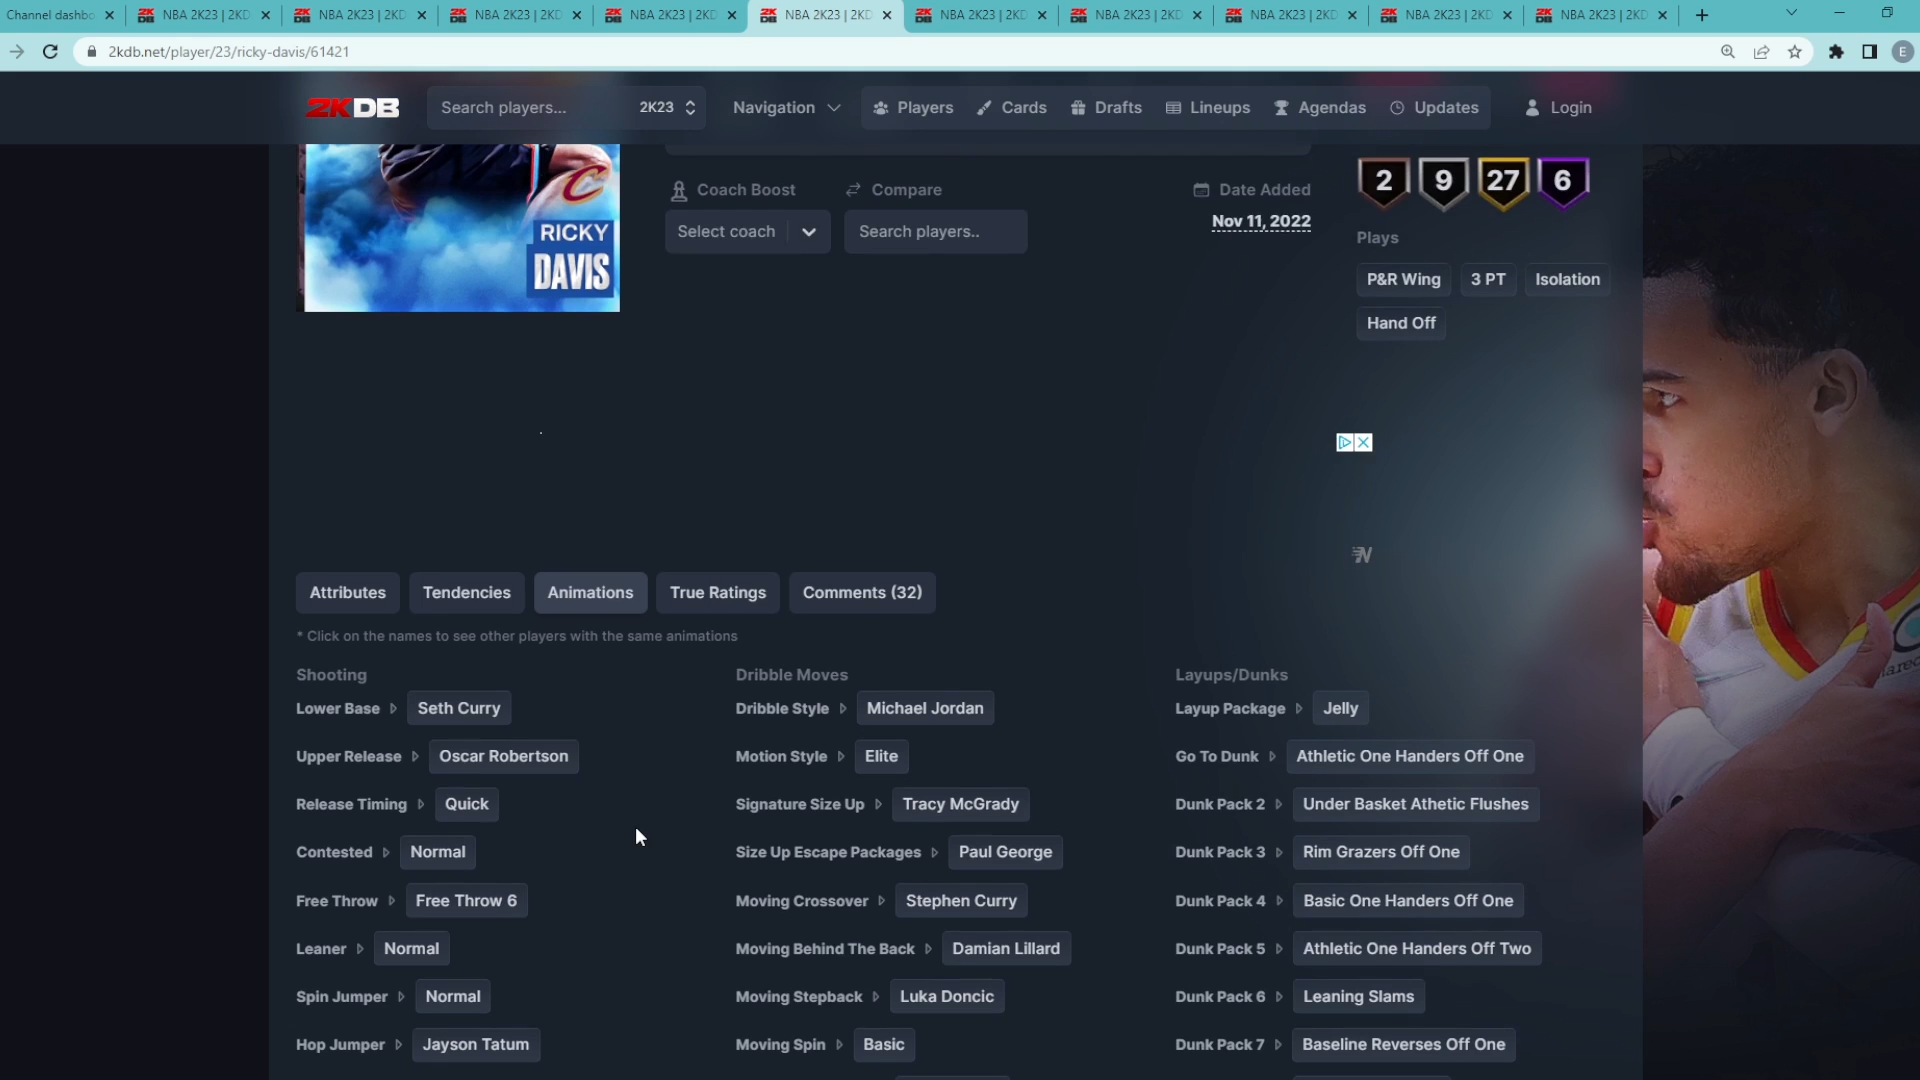 Channel dashbo
NBA 2K23 | 2KD
NBA 2K23 | 2KD
NBA 2K23 | 2KD
NBA 2K23 | 2KD
NBA 2K23 | 2KD
NBA 2K23 | 2KD
NBA 2K23 | 2KD
NBA 2K23 | 2KD
NBA 2K23 | 2KD
NBA 2K23 | 2KD
2kdb.net/player/23/ricky-davis/61421
E
2KDB
Search players...
2K23
Navigation
Players
Cards
Drafts
Lineups
Agendas
Updates
Login
RICKY
DAVIS
Coach Boost
Compare
Date Added
Select coach
Search players..
Nov 11, 2022
2 9 27 6
Plays
P&R Wing
3 PT
Isolation
Hand Off
Attributes
Tendencies
Animations
True Ratings
Comments (32)
* Click on the names to see other players with the same animations
Shooting
Lower Base Seth Curry
Upper Release Oscar Robertson
Release Timing Quick
Contested Normal
Free Throw Free Throw 6
Leaner Normal
Spin Jumper Normal
Hop Jumper Jayson Tatum
Dribble Moves
Dribble Style Michael Jordan
Motion Style Elite
Signature Size Up Tracy McGrady
Size Up Escape Packages Paul George
Moving Crossover Stephen Curry
Moving Behind The Back Damian Lillard
Moving Stepback Luka Doncic
Moving Spin Basic
Layups/Dunks
Layup Package Jelly
Go To Dunk Athletic One Handers Off One
Dunk Pack 2 Under Basket Athetic Flushes
Dunk Pack 3 Rim Grazers Off One
Dunk Pack 4 Basic One Handers Off One
Dunk Pack 5 Athletic One Handers Off Two
Dunk Pack 6 Leaning Slams
Dunk Pack 7 Baseline Reverses Off One